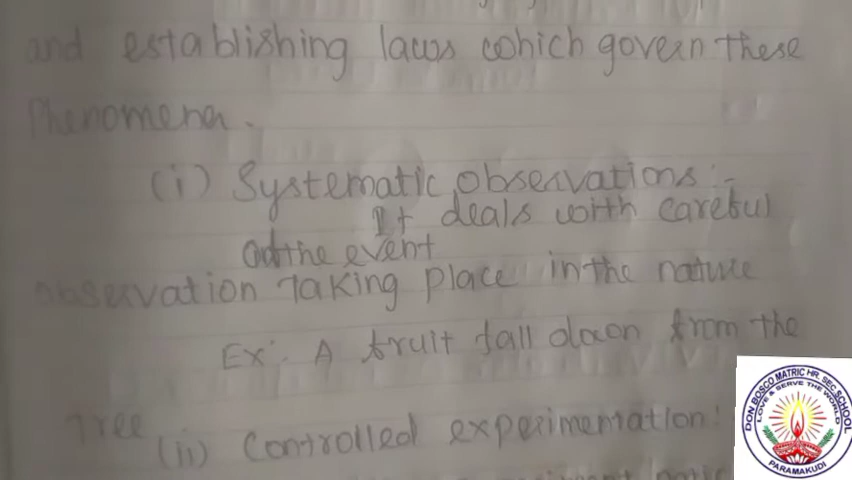 and establishing laws which govern these
Phenomena.
(i) Systematic observations :-
It deals with careful
on the event
observation Taking place in the nature
Ex: A fruit fall down from the
Tree
(ii) Controlled experimentation:
DON BOSCO MATRIC HR. SEC. SCHOOL
LOVE & SERVE THE WORLD
PARAMAKUDI